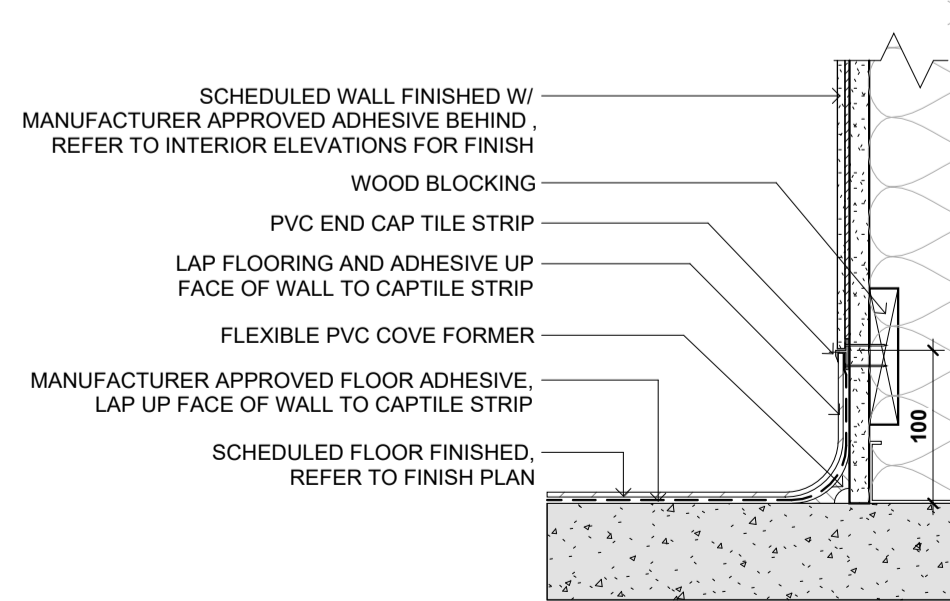 SCHEDULED WALL FINISHED W/
MANUFACTURER APPROVED ADHESIVE BEHIND ,
REFER TO INTERIOR ELEVATIONS FOR FINISH
WOOD BLOCKING
PVC END CAP TILE STRIP
LAP FLOORING AND ADHESIVE UP
FACE OF WALL TO CAPTILE STRIP
FLEXIBLE PVC COVE FORMER
MANUFACTURER APPROVED FLOOR ADHESIVE,
LAP UP FACE OF WALL TO CAPTILE STRIP
SCHEDULED FLOOR FINISHED,
REFER TO FINISH PLAN
100